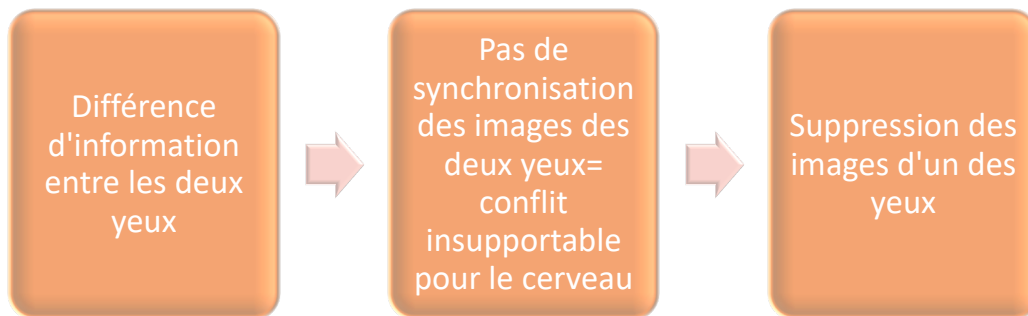 Différence
d'information
entre les deux
yeux
Pas de
synchronisation
des images des
deux yeux=
conflit
insupportable
pour le cerveau
Suppression des
images d'un des
yeux